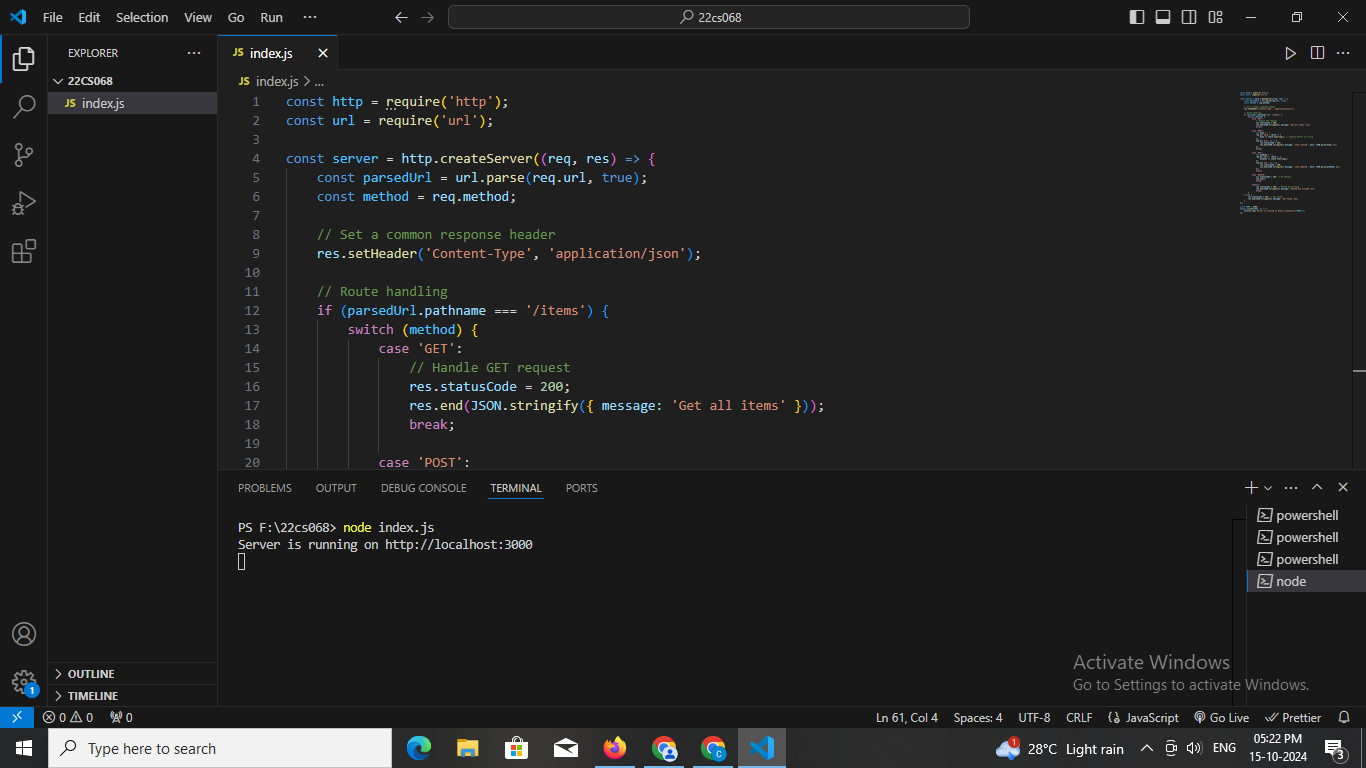 File Edit Selection View Go Run ···
22cs068
EXPLORER ···
22CS068
JS index.js
JS index.js
JS index.js > ...
1 const http = require('http');
2 const url = require('url');
3
4 const server = http.createServer((req, res) => {
5 const parsedUrl = url.parse(req.url, true);
6 const method = req.method;
7
8 // Set a common response header
9 res.setHeader('Content-Type', 'application/json');
10
11 // Route handling
12 if (parsedUrl.pathname === '/items') {
13 switch (method) {
14 case 'GET':
15 // Handle GET request
16 res.statusCode = 200;
17 res.end(JSON.stringify({ message: 'Get all items' }));
18 break;
19
20 case 'POST':
PROBLEMS OUTPUT DEBUG CONSOLE TERMINAL PORTS
PS F:\22cs068> node index.js
Server is running on http://localhost:3000
powershell
powershell
powershell
node
Activate Windows
Go to Settings to activate Windows.
OUTLINE
TIMELINE
1
0 0 0
Ln 61, Col 4 Spaces: 4 UTF-8 CRLF {} JavaScript Go Live Prettier
Type here to search
C
1
28°C Light rain
ENG
05:22 PM
15-10-2024
3